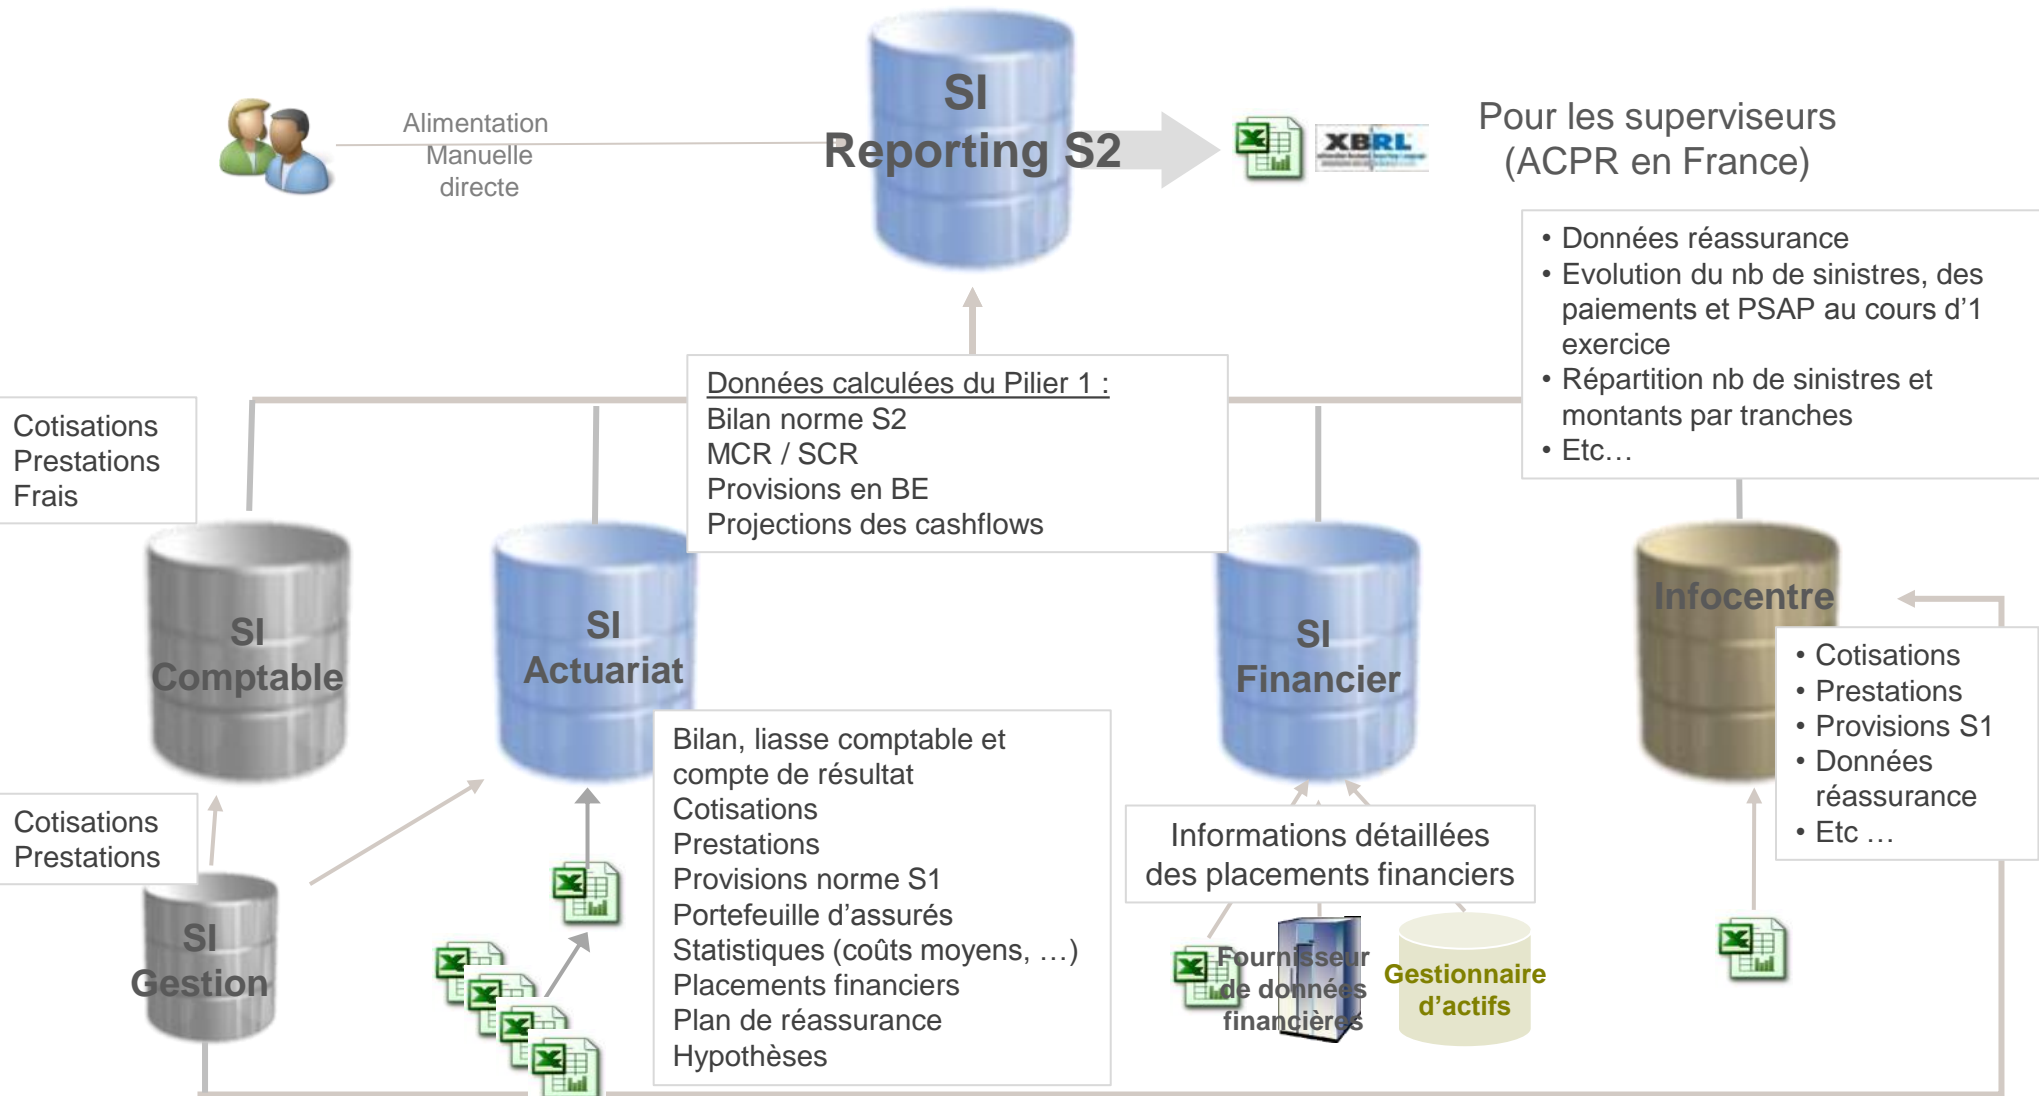 SI
Reporting S2
Alimentation
Manuelle
directe
XBRL
Pour les superviseurs
(ACPR en France)
• Données réassurance
• Evolution du nb de sinistres, des
paiements et PSAP au cours d’1
exercice
• Répartition nb de sinistres et
montants par tranches
• Etc…
Données calculées du Pilier 1 :
Bilan norme S2
MCR / SCR
Provisions en BE
Projections des cashflows
Cotisations
Prestations
Frais
SI
Comptable
SI
Actuariat
SI
Financier
Infocentre
• Cotisations
• Prestations
• Provisions S1
• Données
réassurance
• Etc …
Bilan, liasse comptable et
compte de résultat
Cotisations
Prestations
Provisions norme S1
Portefeuille d’assurés
Statistiques (coûts moyens, …)
Placements financiers
Plan de réassurance
Hypothèses
Cotisations
Prestations
Informations détaillées
des placements financiers
SI
Gestion
Fournisseur
de données
financières
Gestionnaire
d’actifs